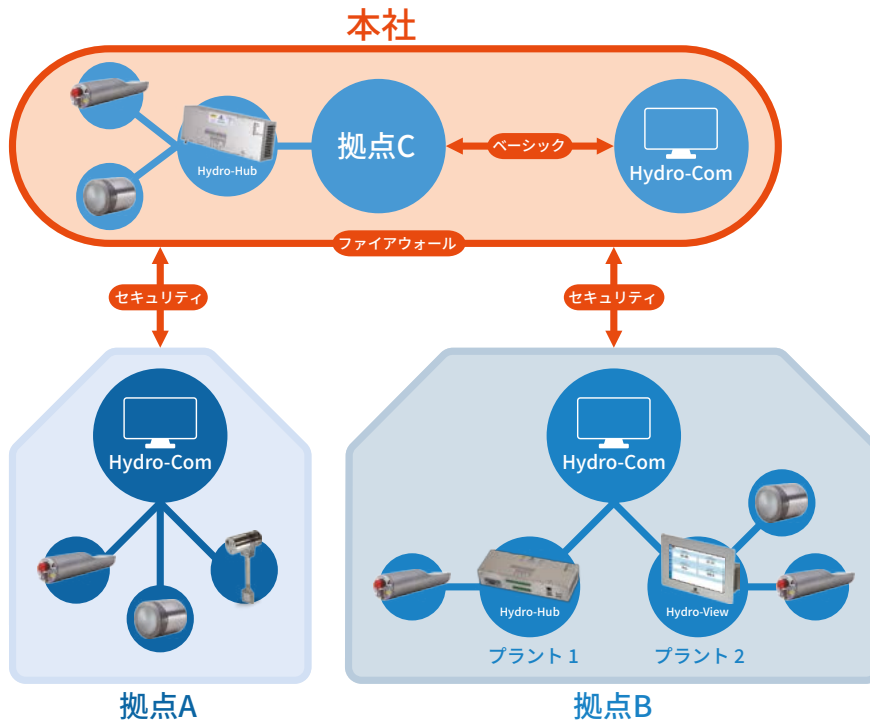 本社
拠点C
ベーシック
Hydro-Hub
Hydro-Com
ファイアウォール
セキュリティ
セキュリティ
Hydro-Com
Hydro-Com
Hydro-Hub
Hydro-View
プラント 1
プラント 2
拠点A
拠点B